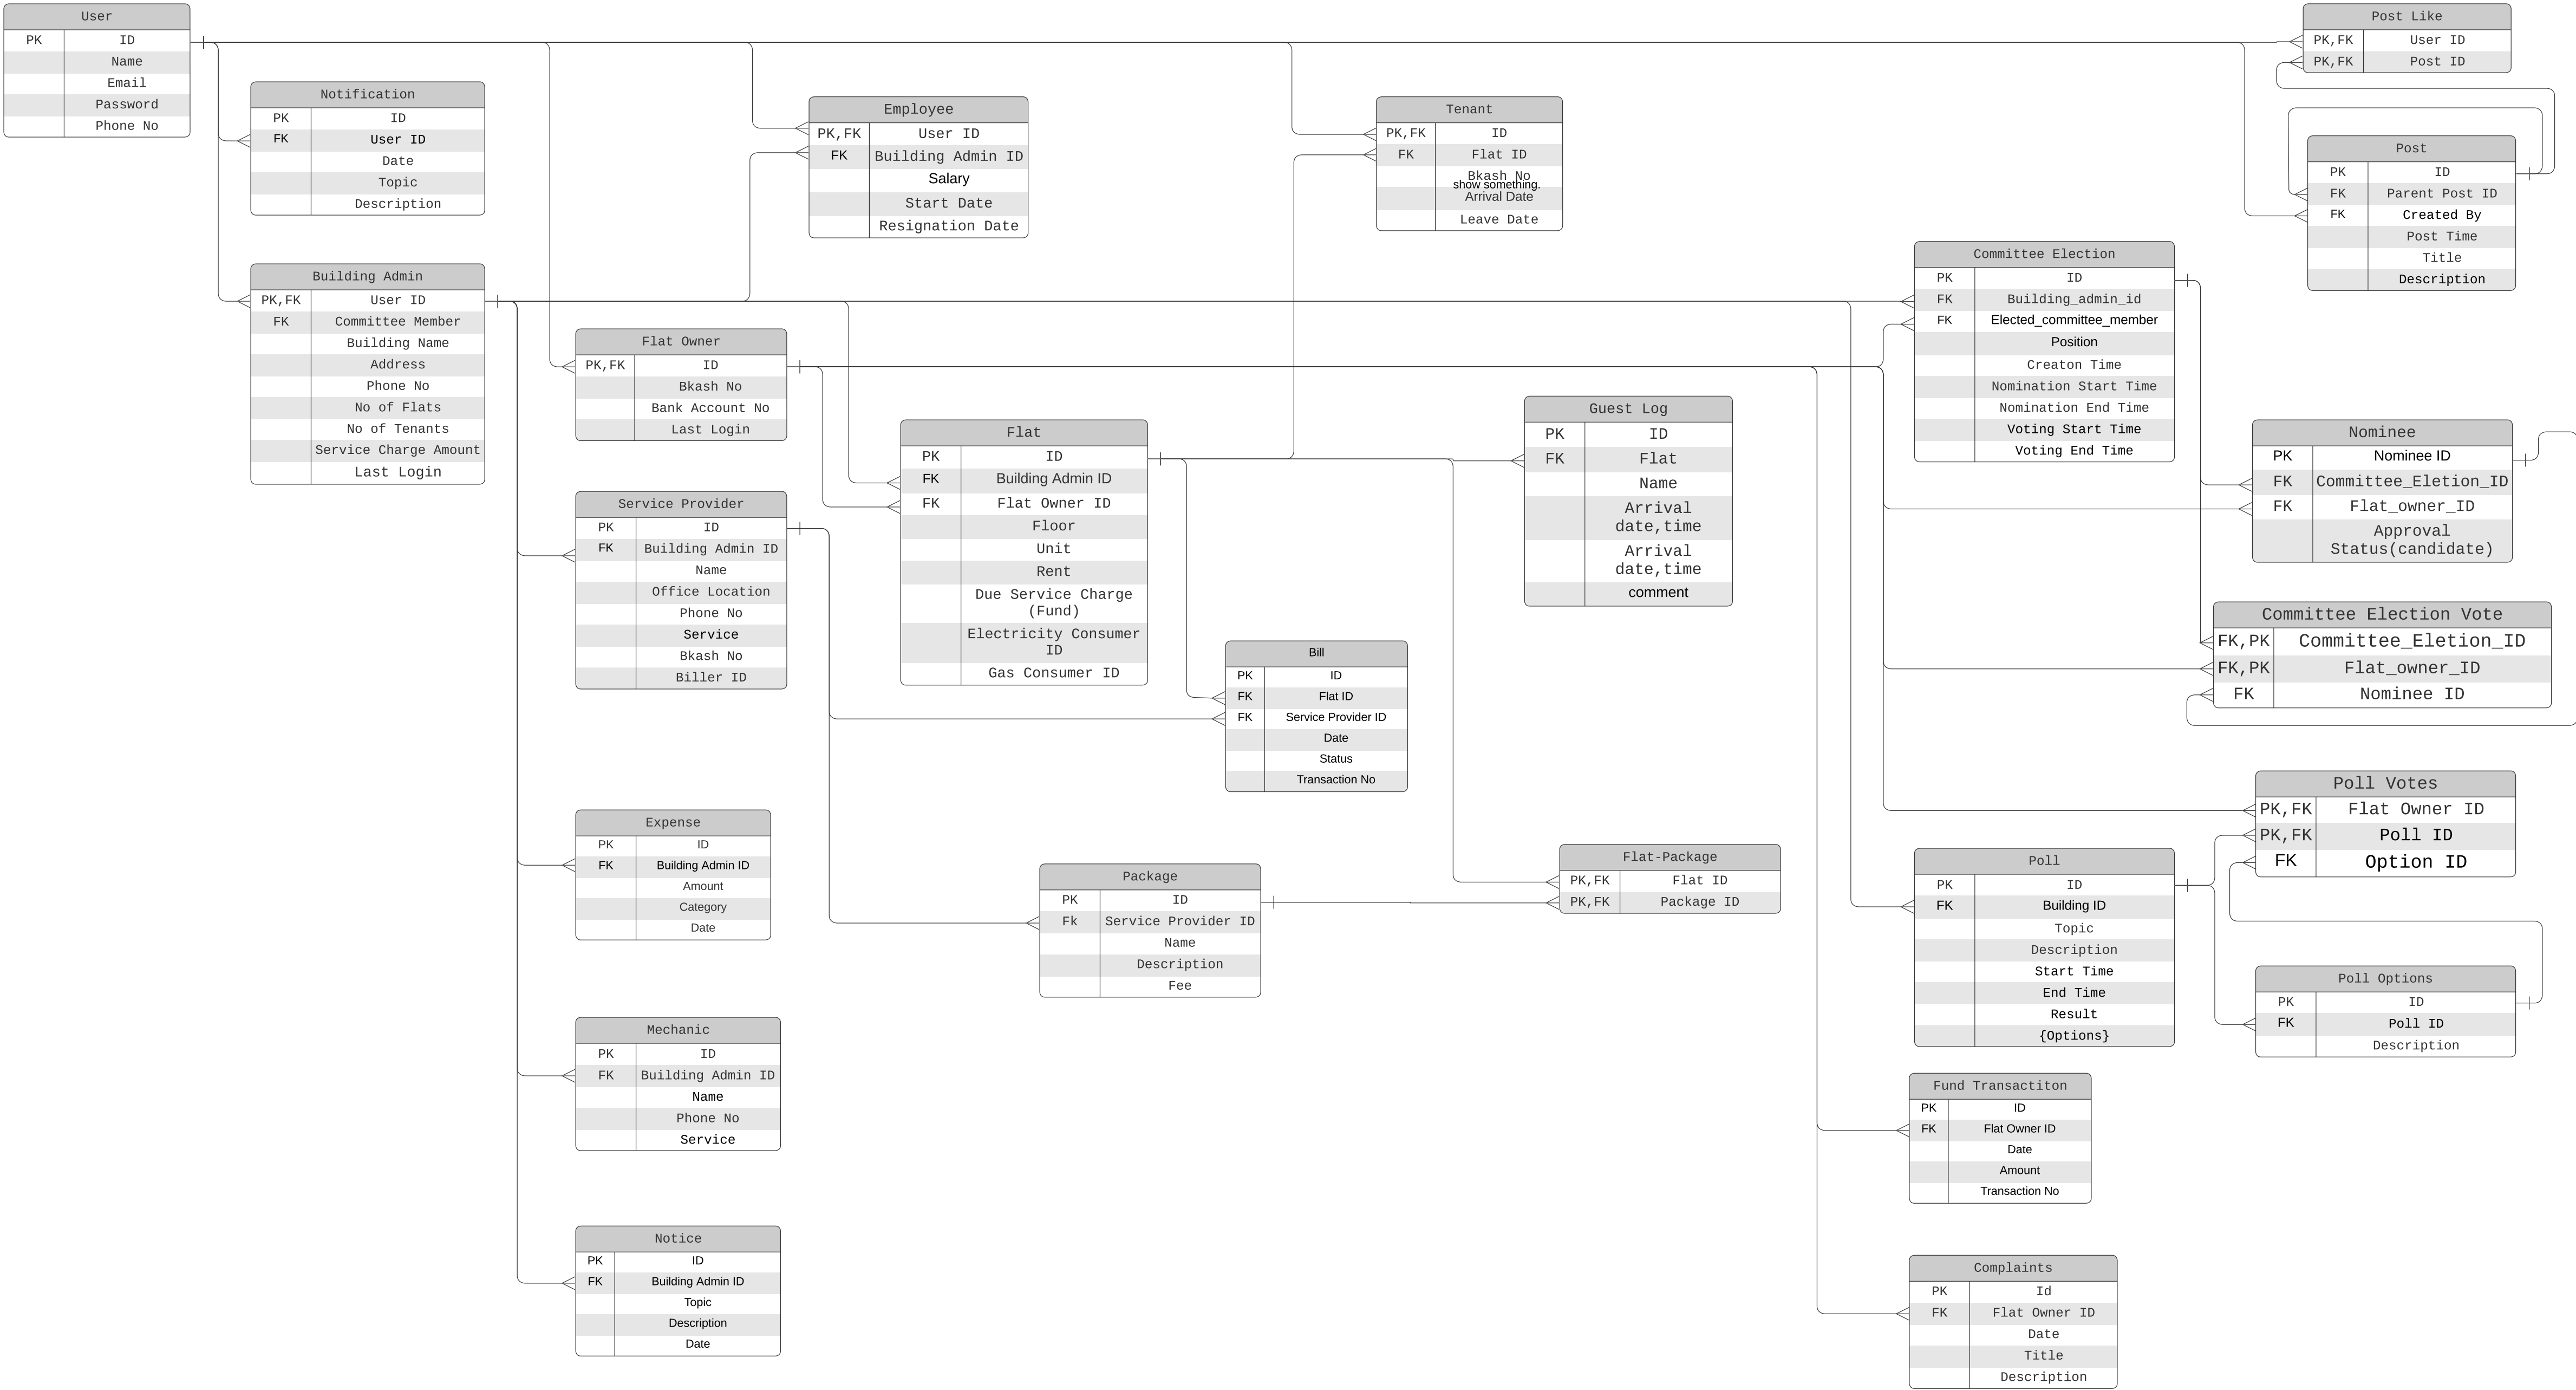 User
PK ID
Name
Email
Password
Phone No
Notification
PK ID
FK User ID
Date
Topic
Description
Building Admin
PK,FK User ID
FK Committee Member
Building Name
Address
Phone No
No of Flats
No of Tenants
Service Charge Amount
Last Login
Employee
PK,FK User ID
FK Building Admin ID
Salary
Start Date
Resignation Date
Flat Owner
PK,FK ID
Bkash No
Bank Account No
Last Login
Service Provider
PK ID
FK Building Admin ID
Name
Office Location
Phone No
Service
Bkash No
Biller ID
Expense
PK ID
FK Building Admin ID
Amount
Category
Date
Mechanic
PK ID
FK Building Admin ID
Name
Phone No
Service
Notice
PK ID
FK Building Admin ID
Topic
Description
Date
Flat
PK ID
FK Building Admin ID
FK Flat Owner ID
Floor
Unit
Rent
Due Service Charge
(Fund)
Electricity Consumer
ID
Gas Consumer ID
Tenant
PK,FK ID
FK Flat ID
Bkash No
show something.
Arrival Date
Leave Date
Guest Log
PK ID
FK Flat
Name
Arrival
date,time
Arrival
date,time
comment
Bill
PK ID
FK Flat ID
FK Service Provider ID
Date
Status
Transaction No
Package
PK ID
Fk Service Provider ID
Name
Description
Fee
Flat-Package
PK,FK Flat ID
PK,FK Package ID
Post Like
PK,FK User ID
PK,FK Post ID
Post
PK ID
FK Parent Post ID
FK Created By
Post Time
Title
Description
Committee Election
PK ID
FK Building_admin_id
FK Elected_committee_member
Position
Creaton Time
Nomination Start Time
Nomination End Time
Voting Start Time
Voting End Time
Nominee
PK Nominee ID
FK Committee_Eletion_ID
FK Flat_owner_ID
Approval
Status(candidate)
Committee Election Vote
FK,PK Committee_Eletion_ID
FK,PK Flat_owner_ID
FK Nominee ID
Poll Votes
PK,FK Flat Owner ID
PK,FK Poll ID
FK Option ID
Poll
PK ID
FK Building ID
Topic
Description
Start Time
End Time
Result
{Options}
Poll Options
PK ID
FK Poll ID
Description
Fund Transactiton
PK ID
FK Flat Owner ID
Date
Amount
Transaction No
Complaints
PK Id
FK Flat Owner ID
Date
Title
Description